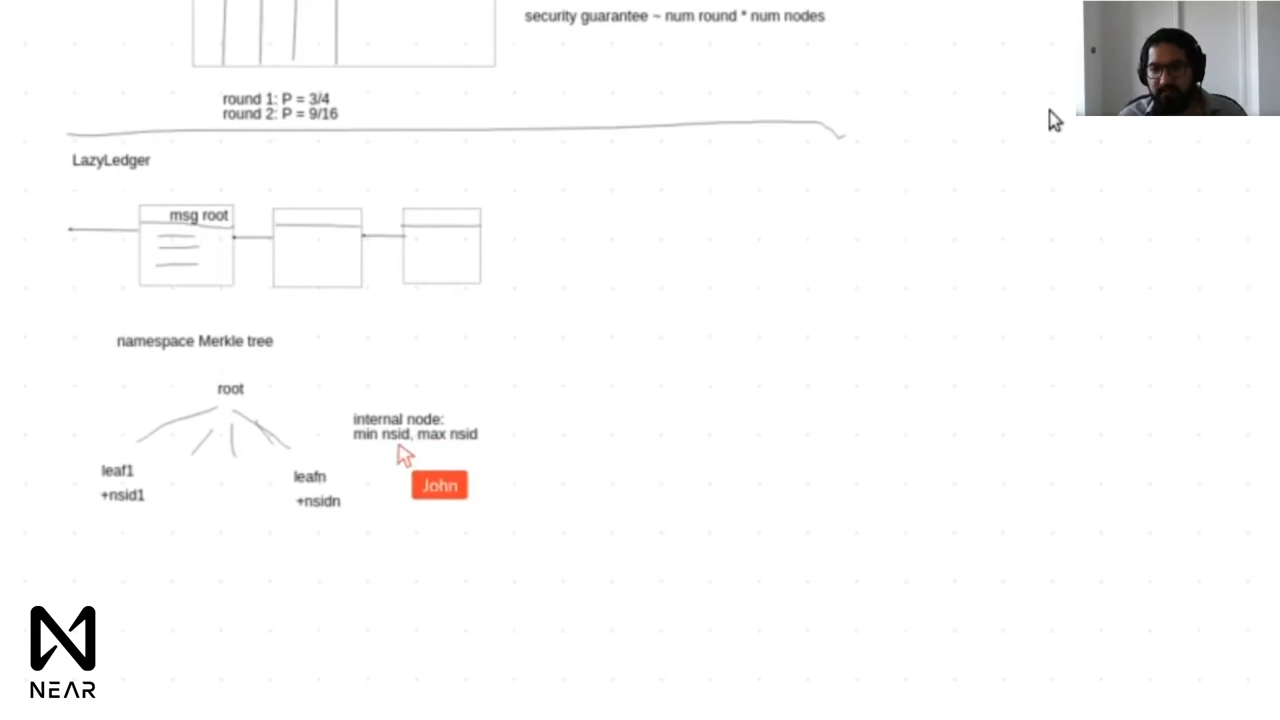 security guarantee ~ num round * num nodes
round 1: P = 3/4
round 2: P = 9/16
LazyLedger
msg root
namespace Merkle tree
root
internal node:
min nsid, max nsid
leaf1
+nsid1
leafn
+nsidn
John
NEAR